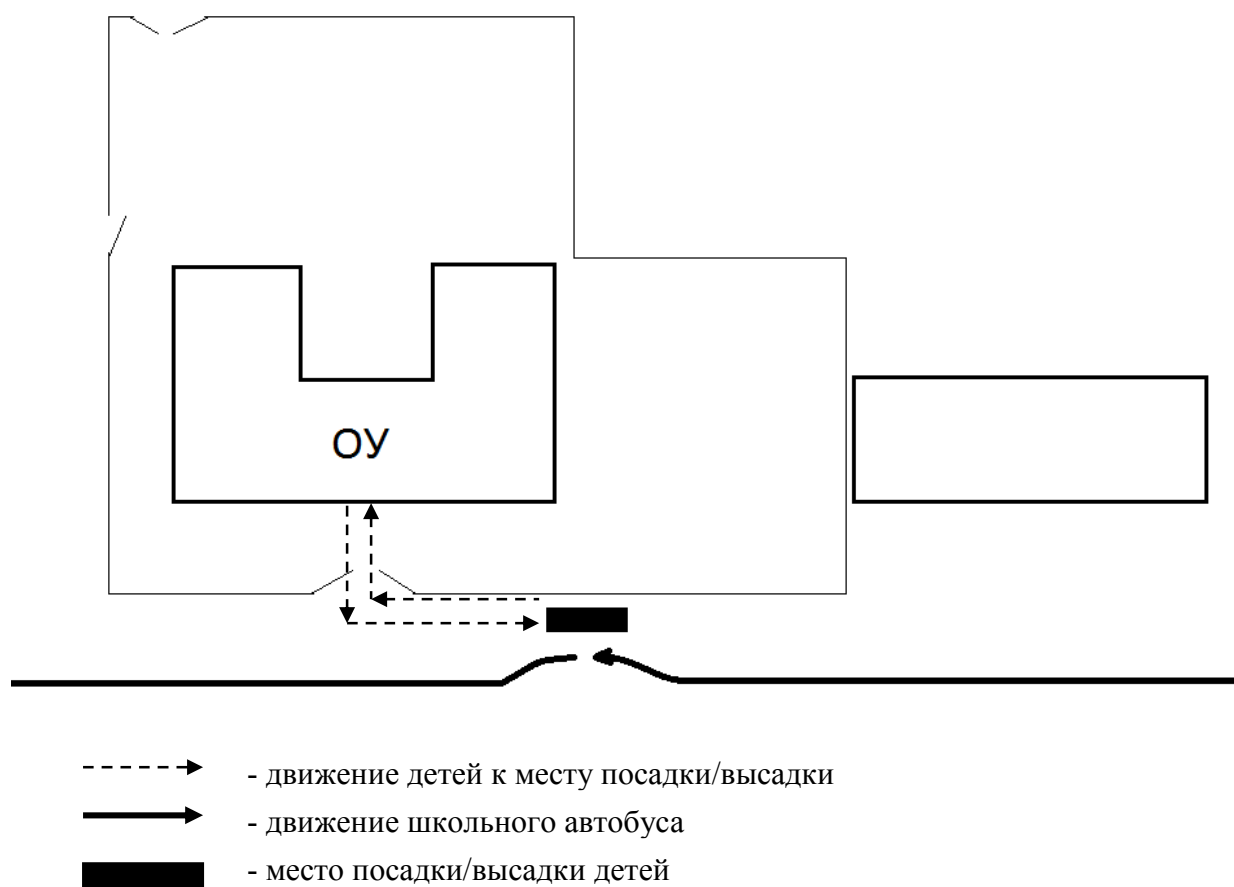 ОУ
- движение детей к месту посадки/высадки
- движение школьного автобуса
- место посадки/высадки детей